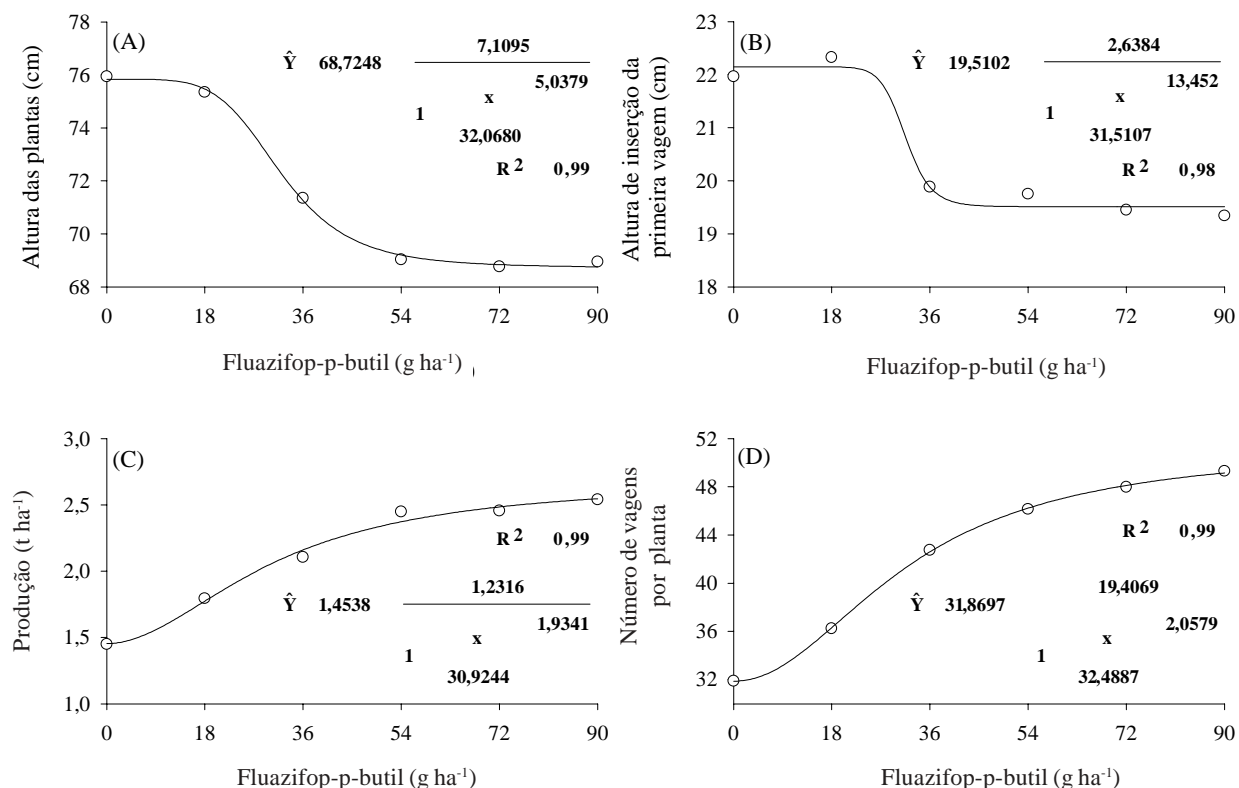 (A)
Altura das plantas (cm)
78
76
74
72
70
68
Ŷ 68,7248 7,1095
5,0379
x
1
32,0680
R 2 0,99
0 18 36 54 72 90
Fluazifop-p-butil (g ha-1) )
(B)
Altura de inserção da
primeira vagem (cm)
23
22
21
20
19
18
Ŷ 19,5102 2,6384
13,452
x
1
31,5107
R 2 0,98
0 18 36 54 72 90
Fluazifop-p-butil (g ha-1)
(C)
Produção (t ha-1)
3,0
2,5
2,0
1,5
1,0
R 2 0,99
Ŷ 1,4538 1,2316
1,9341
x
1
30,9244
0 18 36 54 72 90
Fluazifop-p-butil (g ha-1)
(D)
Número de vagens
por planta
52
48
44
40
36
32
R 2 0,99
Ŷ 31,8697 19,4069
2,0579
x
1
32,4887
0 18 36 54 72 90
Fluazifop-p-butil (g ha-1)